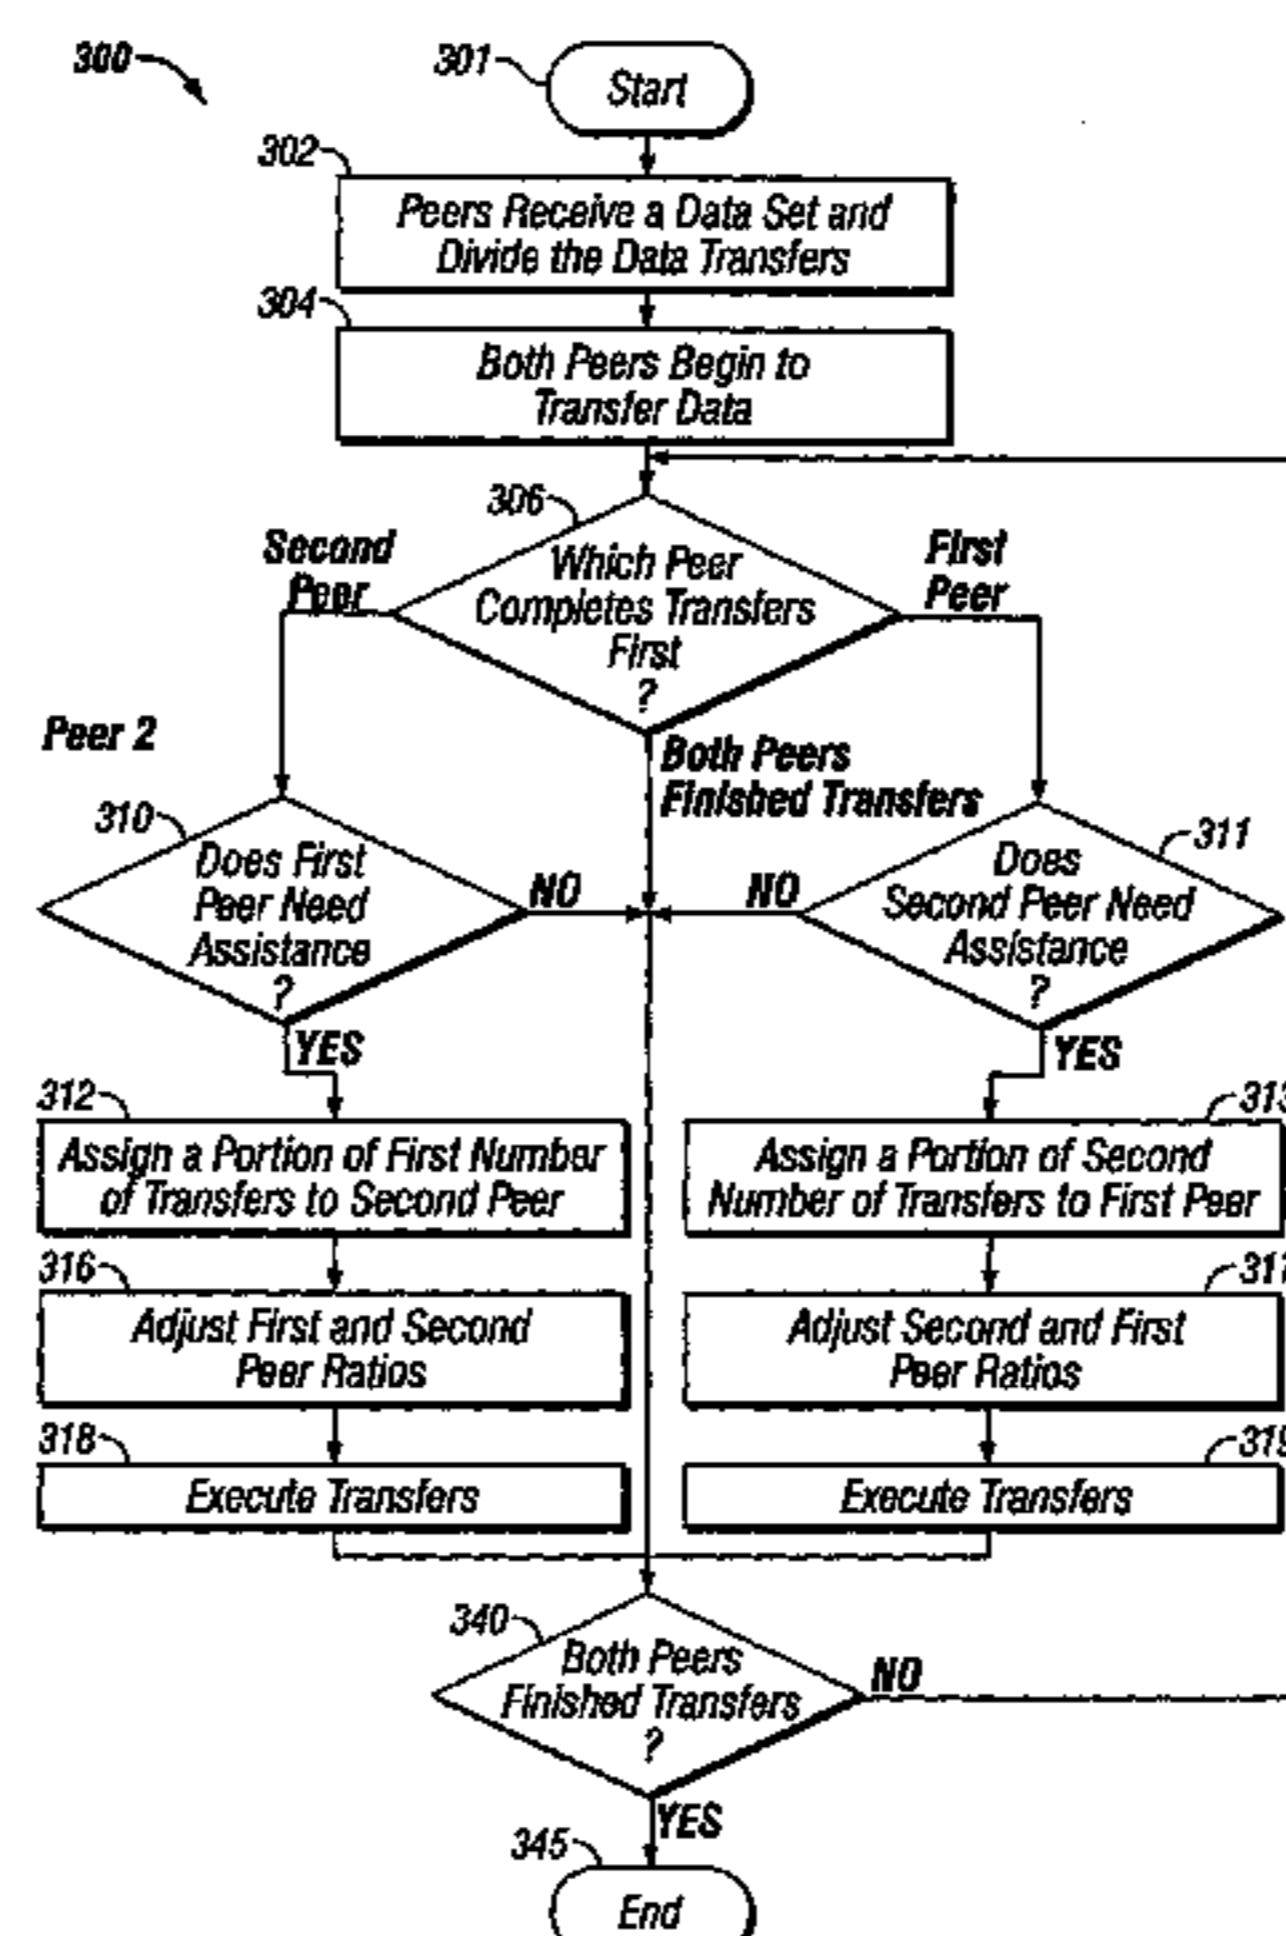 300
301
Start
302
Peers Receive a Data Set and
Divide the Data Transfers
304
Both Peers Begin to
Transfer Data
306
Which Peer
Completes Transfers
First
?
Second
Peer
First
Peer
Both Peers
Finished Transfers
Peer 2
310
Does First
Peer Need
Assistance
?
NO
YES
311
Does
Second Peer Need
Assistance
?
NO
YES
312
Assign a Portion of First Number
of Transfers to Second Peer
313
Assign a Portion of Second
Number of Transfers to First Peer
316
Adjust First and Second
Peer Ratios
317
Adjust Second and First
Peer Ratios
318
Execute Transfers
319
Execute Transfers
340
Both Peers
Finished Transfers
?
NO
YES
345
End